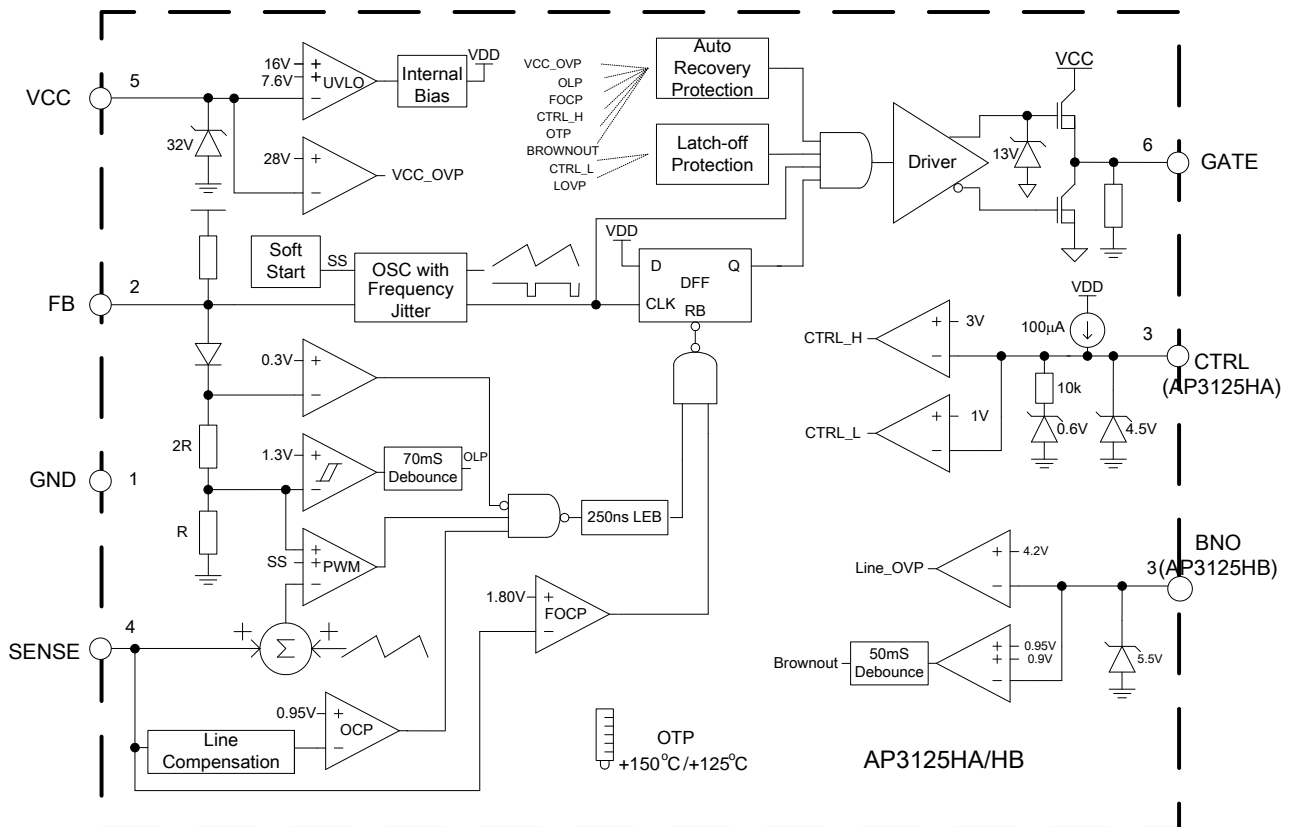 VCC
5
32V
16V
7.6V
+
+
−
UVLO
Internal
Bias
VDD
28V
+
−
VCC_OVP
VCC_OVP
OLP
FOCP
CTRL_H
OTP
BROWNOUT
CTRL_L
LOVP
Auto
Recovery
Protection
Latch-off
Protection
Driver
VCC
13V
6
GATE
FB
2
Soft
Start
SS
OSC with
Frequency
Jitter
VDD
D
Q
DFF
CLK
RB
0.3V
+
−
2R
R
GND
1
1.3V
+
−
70mS
Debounce
OLP
SS
+
+
−
PWM
250ns LEB
SENSE
4
+
+
Σ
1.80V
+
−
FOCP
0.95V
+
−
OCP
Line
Compensation
VDD
100µA
3
CTRL
(AP3125HA)
CTRL_H
+
−
3V
10k
0.6V
4.5V
CTRL_L
+
−
1V
BNO
3
(AP3125HB)
Line_OVP
+
−
4.2V
Brownout
50mS
Debounce
+
+
−
0.95V
0.9V
5.5V
OTP
+150°C/+125°C
AP3125HA/HB